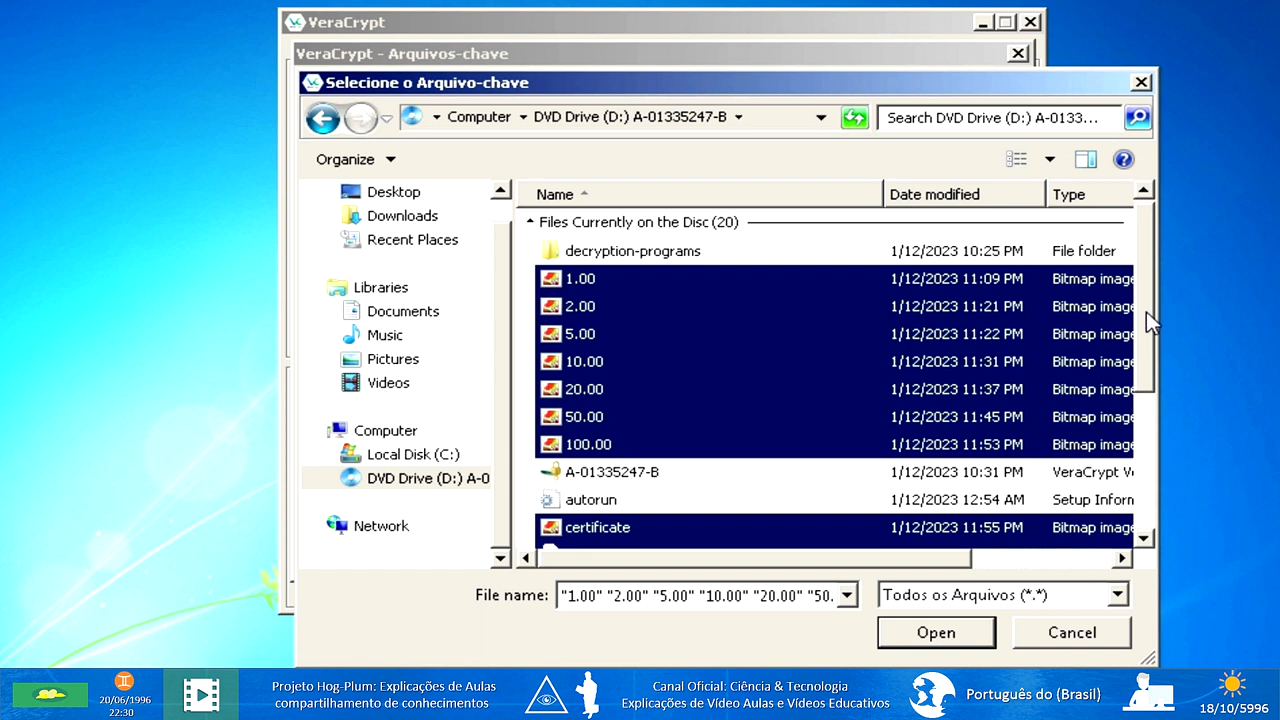 VeraCrypt
VeraCrypt - Arquivos-chave
Selecione o Arquivo-chave
Computer
DVD Drive (D:) A-01335247-B
Search DVD Drive (D:) A-0133...
Organize
Desktop
Downloads
Recent Places
Libraries
Documents
Music
Pictures
Videos
Computer
Local Disk (C:)
DVD Drive (D:) A-0
Network
Name Date modified Type
Files Currently on the Disc (20)
decryption-programs 1/12/2023 10:25 PM File folder
1.00 1/12/2023 11:09 PM Bitmap image
2.00 1/12/2023 11:21 PM Bitmap image
5.00 1/12/2023 11:22 PM Bitmap image
10.00 1/12/2023 11:31 PM Bitmap image
20.00 1/12/2023 11:37 PM Bitmap image
50.00 1/12/2023 11:45 PM Bitmap image
100.00 1/12/2023 11:53 PM Bitmap image
A-01335247-B 1/12/2023 10:31 PM VeraCrypt
autorun 1/12/2023 12:54 AM Setup Inform
certificate 1/12/2023 11:55 PM Bitmap image
File name: "1.00" "2.00" "5.00" "10.00" "20.00" "50.
Todos os Arquivos (*.*)
Open Cancel
20/06/1996
22:30
Projeto Hog-Plum: Explicações de Aulas
compartilhamento de conhecimentos
Canal Oficial: Ciência & Tecnologia
Explicações de Vídeo Aulas e Vídeos Educativos
Português do (Brasil)
18/10/5996